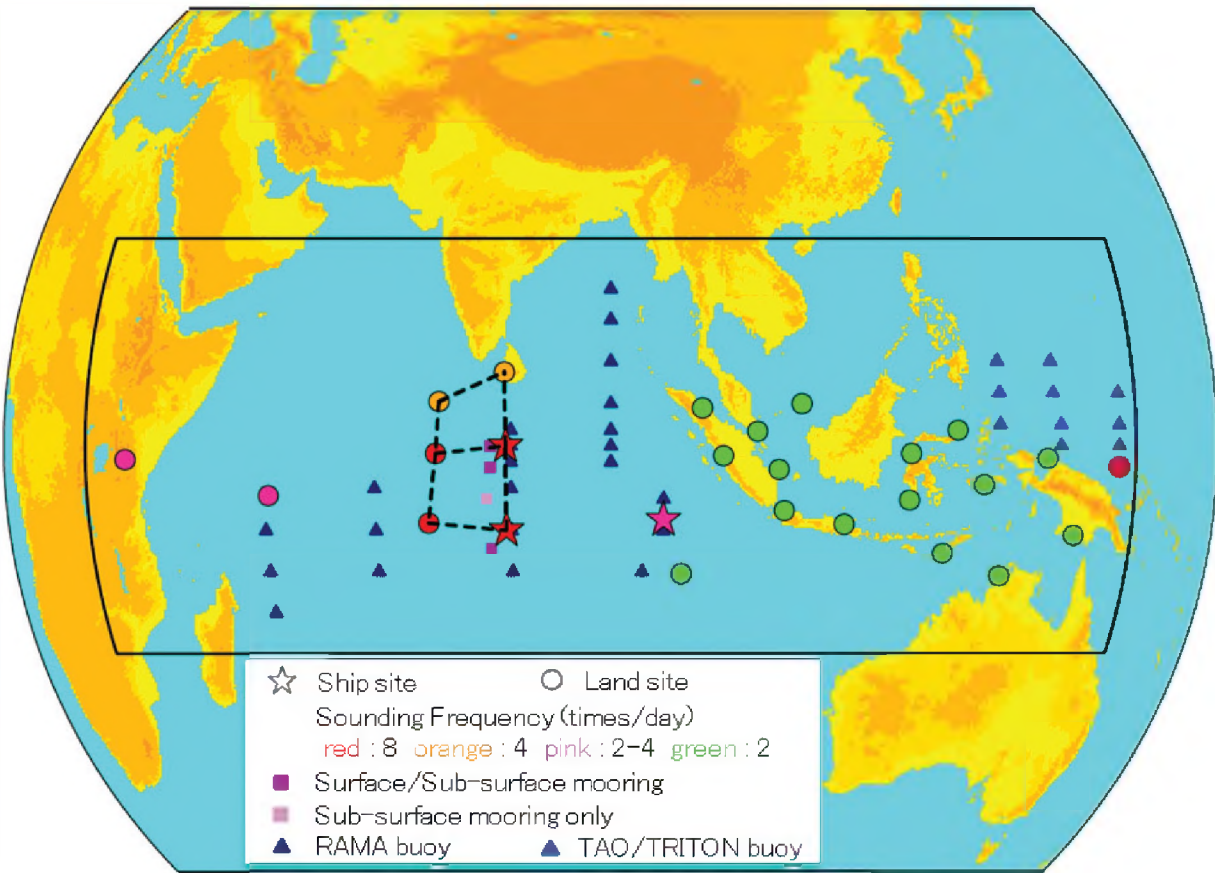 Ship site Land site
Sounding Frequency (times/day)
red : 8 orange : 4 pink : 2-4 green : 2
Surface/Sub-surface mooring
Sub-surface mooring only
RAMA buoy TAO/TRITON buoy